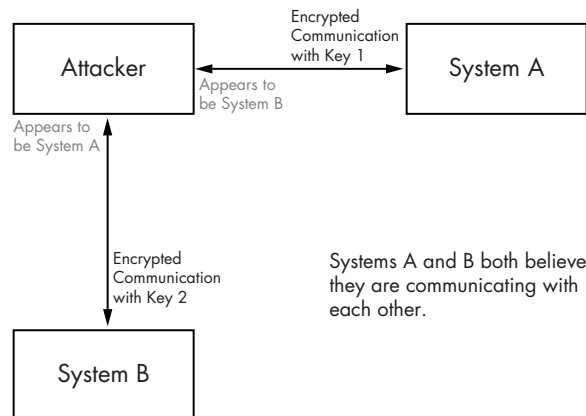 Encrypted
Communication
with Key 1
Attacker
System A
Appears to
be System B
Appears to
be System A
Encrypted
Communication
with Key 2
Systems A and B both believe
they are communicating with
each other.
System B